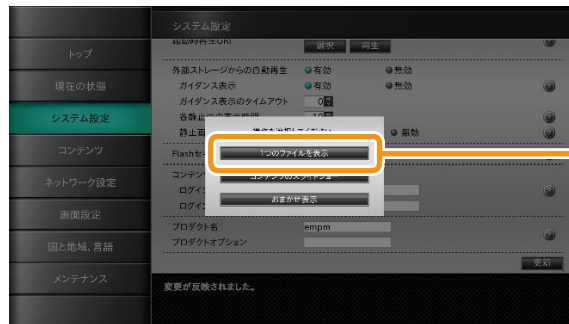 システム設定
トップ
現在の状態
システム設定
コンテンツ
ネットワーク設定
画面設定
国と地域、言語
メンテナンス
選択
再生
外部ストレージからの自動再生
有効
無効
ガイダンス表示
有効
無効
ガイダンス表示のタイムアウト
無効
1つのファイルを表示
おまかせ表示
プロダクト名
empm
プロダクトオプション
更新
変更が反映されました。